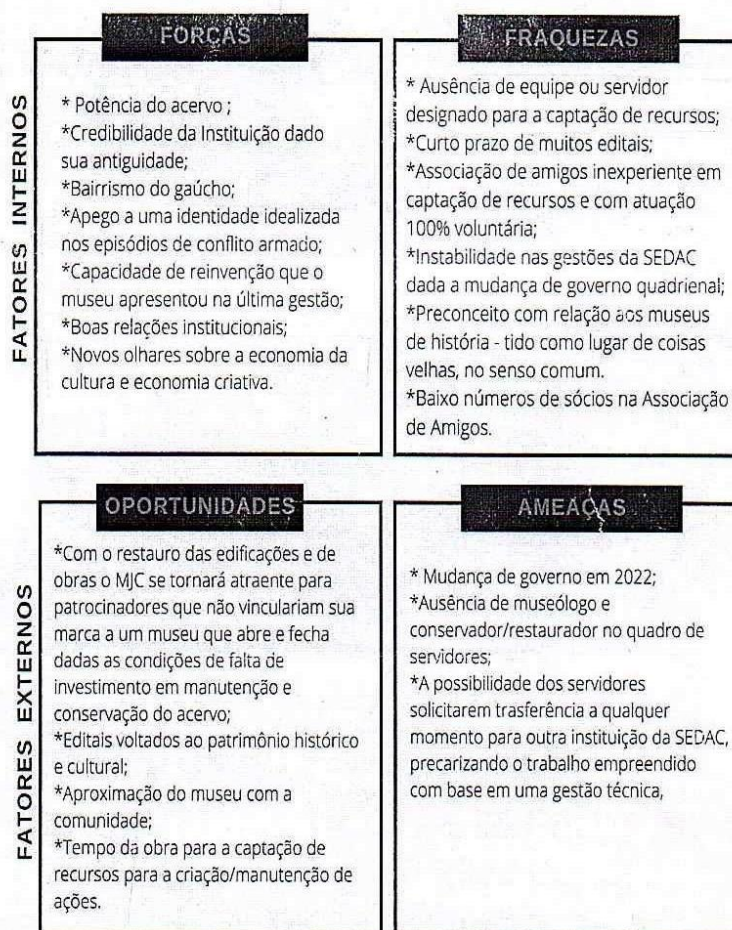 FATORES INTERNOS
FORÇAS
* Potência do acervo ;
*Credibilidade da Instituição dado
sua antiguidade;
*Bairrismo do gaúcho;
*Apego a uma identidade idealizada
nos episódios de conflito armado;
*Capacidade de reinvenção que o
museu apresentou na última gestão;
*Boas relações institucionais;
*Novos olhares sobre a economia da
cultura e economia criativa.
FRAQUEZAS
* Ausência de equipe ou servidor
designado para a captação de recursos;
*Curto prazo de muitos editais;
*Associação de amigos inexperiente em
captação de recursos e com atuação
100% voluntária;
*Instabilidade nas gestões da SEDAC
dada a mudança de governo quadrienal;
*Preconceito com relação aos museus
de história - tido como lugar de coisas
velhas, no senso comum.
*Baixo números de sócios na Associação
de Amigos.
FATORES EXTERNOS
OPORTUNIDADES
*Com o restauro das edificações e de
obras o MJC se tornará atraente para
patrocinadores que não vinculariam sua
marca a um museu que abre e fecha
dadas as condições de falta de
investimento em manutenção e
conservação do acervo;
*Editais voltados ao patrimônio histórico
e cultural;
*Aproximação do museu com a
comunidade;
*Tempo da obra para a captação de
recursos para a criação/manutenção de
ações.
AMEAÇAS
* Mudança de governo em 2022;
*Ausência de museólogo e
conservador/restaurador no quadro de
servidores;
*A possibilidade dos servidores
solicitarem trasferência a qualquer
momento para outra instituição da SEDAC,
precarizando o trabalho empreendido
com base em uma gestão técnica,